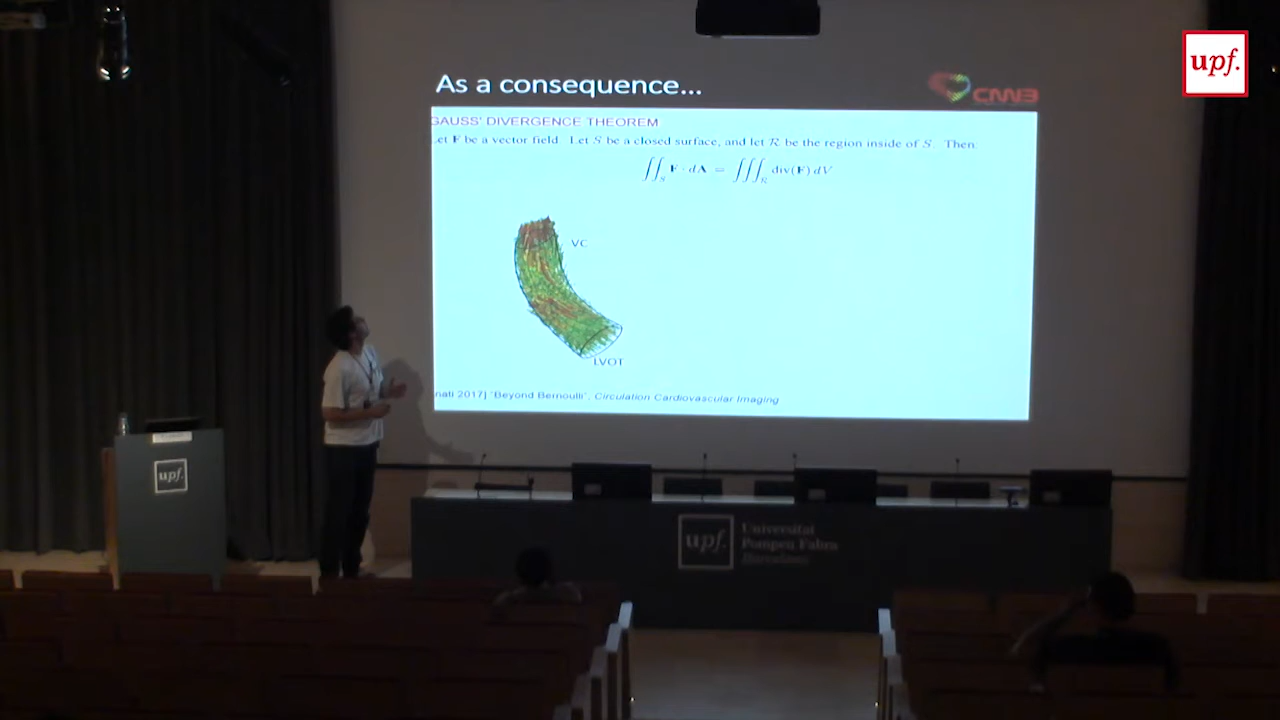 upf.
As a consequence...
GAUSS' DIVERGENCE THEOREM
Let F be a vector field. Let S be a closed surface, and let R be the region inside of S. Then:
∬_S F · dA = ∭_R div(F) dV
VC
LVOT
nati 2017] "Beyond Bernoulli", Circulation Cardiovascular Imaging
upf.
upf.
Universitat
Pompeu Fabra
Barcelona